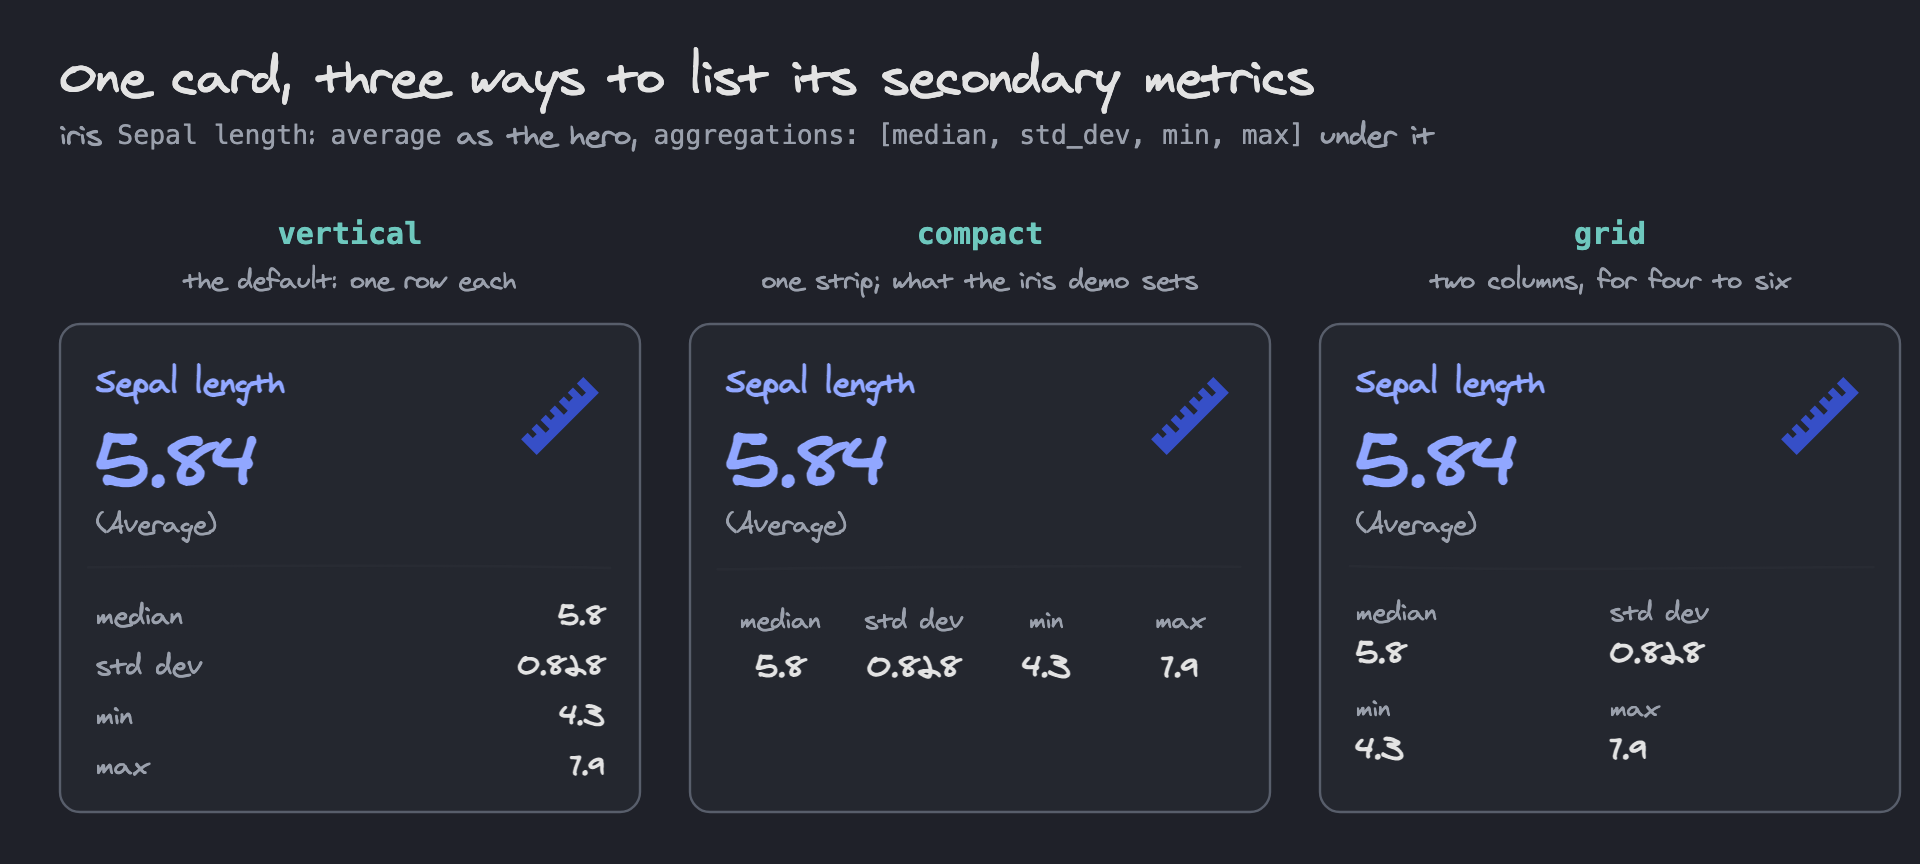 One card, three ways to list its secondary metrics
iris Sepal length: average as the hero, aggregations: [median, std_dev, min, max] under it
vertical
the default: one row each
Sepal length
5.84
(Average)
median 5.8
std dev 0.828
min 4.3
max 7.9
compact
one strip; what the iris demo sets
Sepal length
5.84
(Average)
median std dev min max
5.8 0.828 4.3 7.9
grid
two columns, for four to six
Sepal length
5.84
(Average)
median std dev
5.8 0.828
min max
4.3 7.9